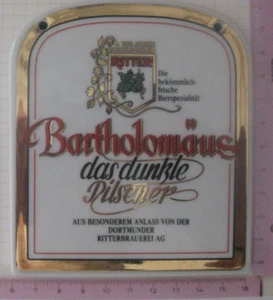 RITTER
Die
bekömmlich-
frische
Bierspezialität
Bartholomäus
das dunkle
Pilsener
AUS BESONDEREM ANLASS VON DER
DORTMUNDER
RITTERBRAUEREI AG